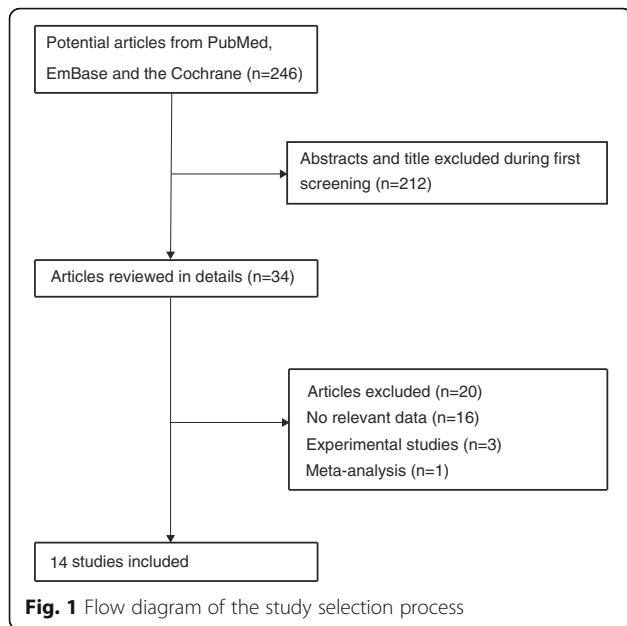 Potential articles from PubMed,
EmBase and the Cochrane (n=246)
Abstracts and title excluded during first
screening (n=212)
Articles reviewed in details (n=34)
Articles excluded (n=20)
No relevant data (n=16)
Experimental studies (n=3)
Meta-analysis (n=1)
14 studies included
Fig. 1 Flow diagram of the study selection process